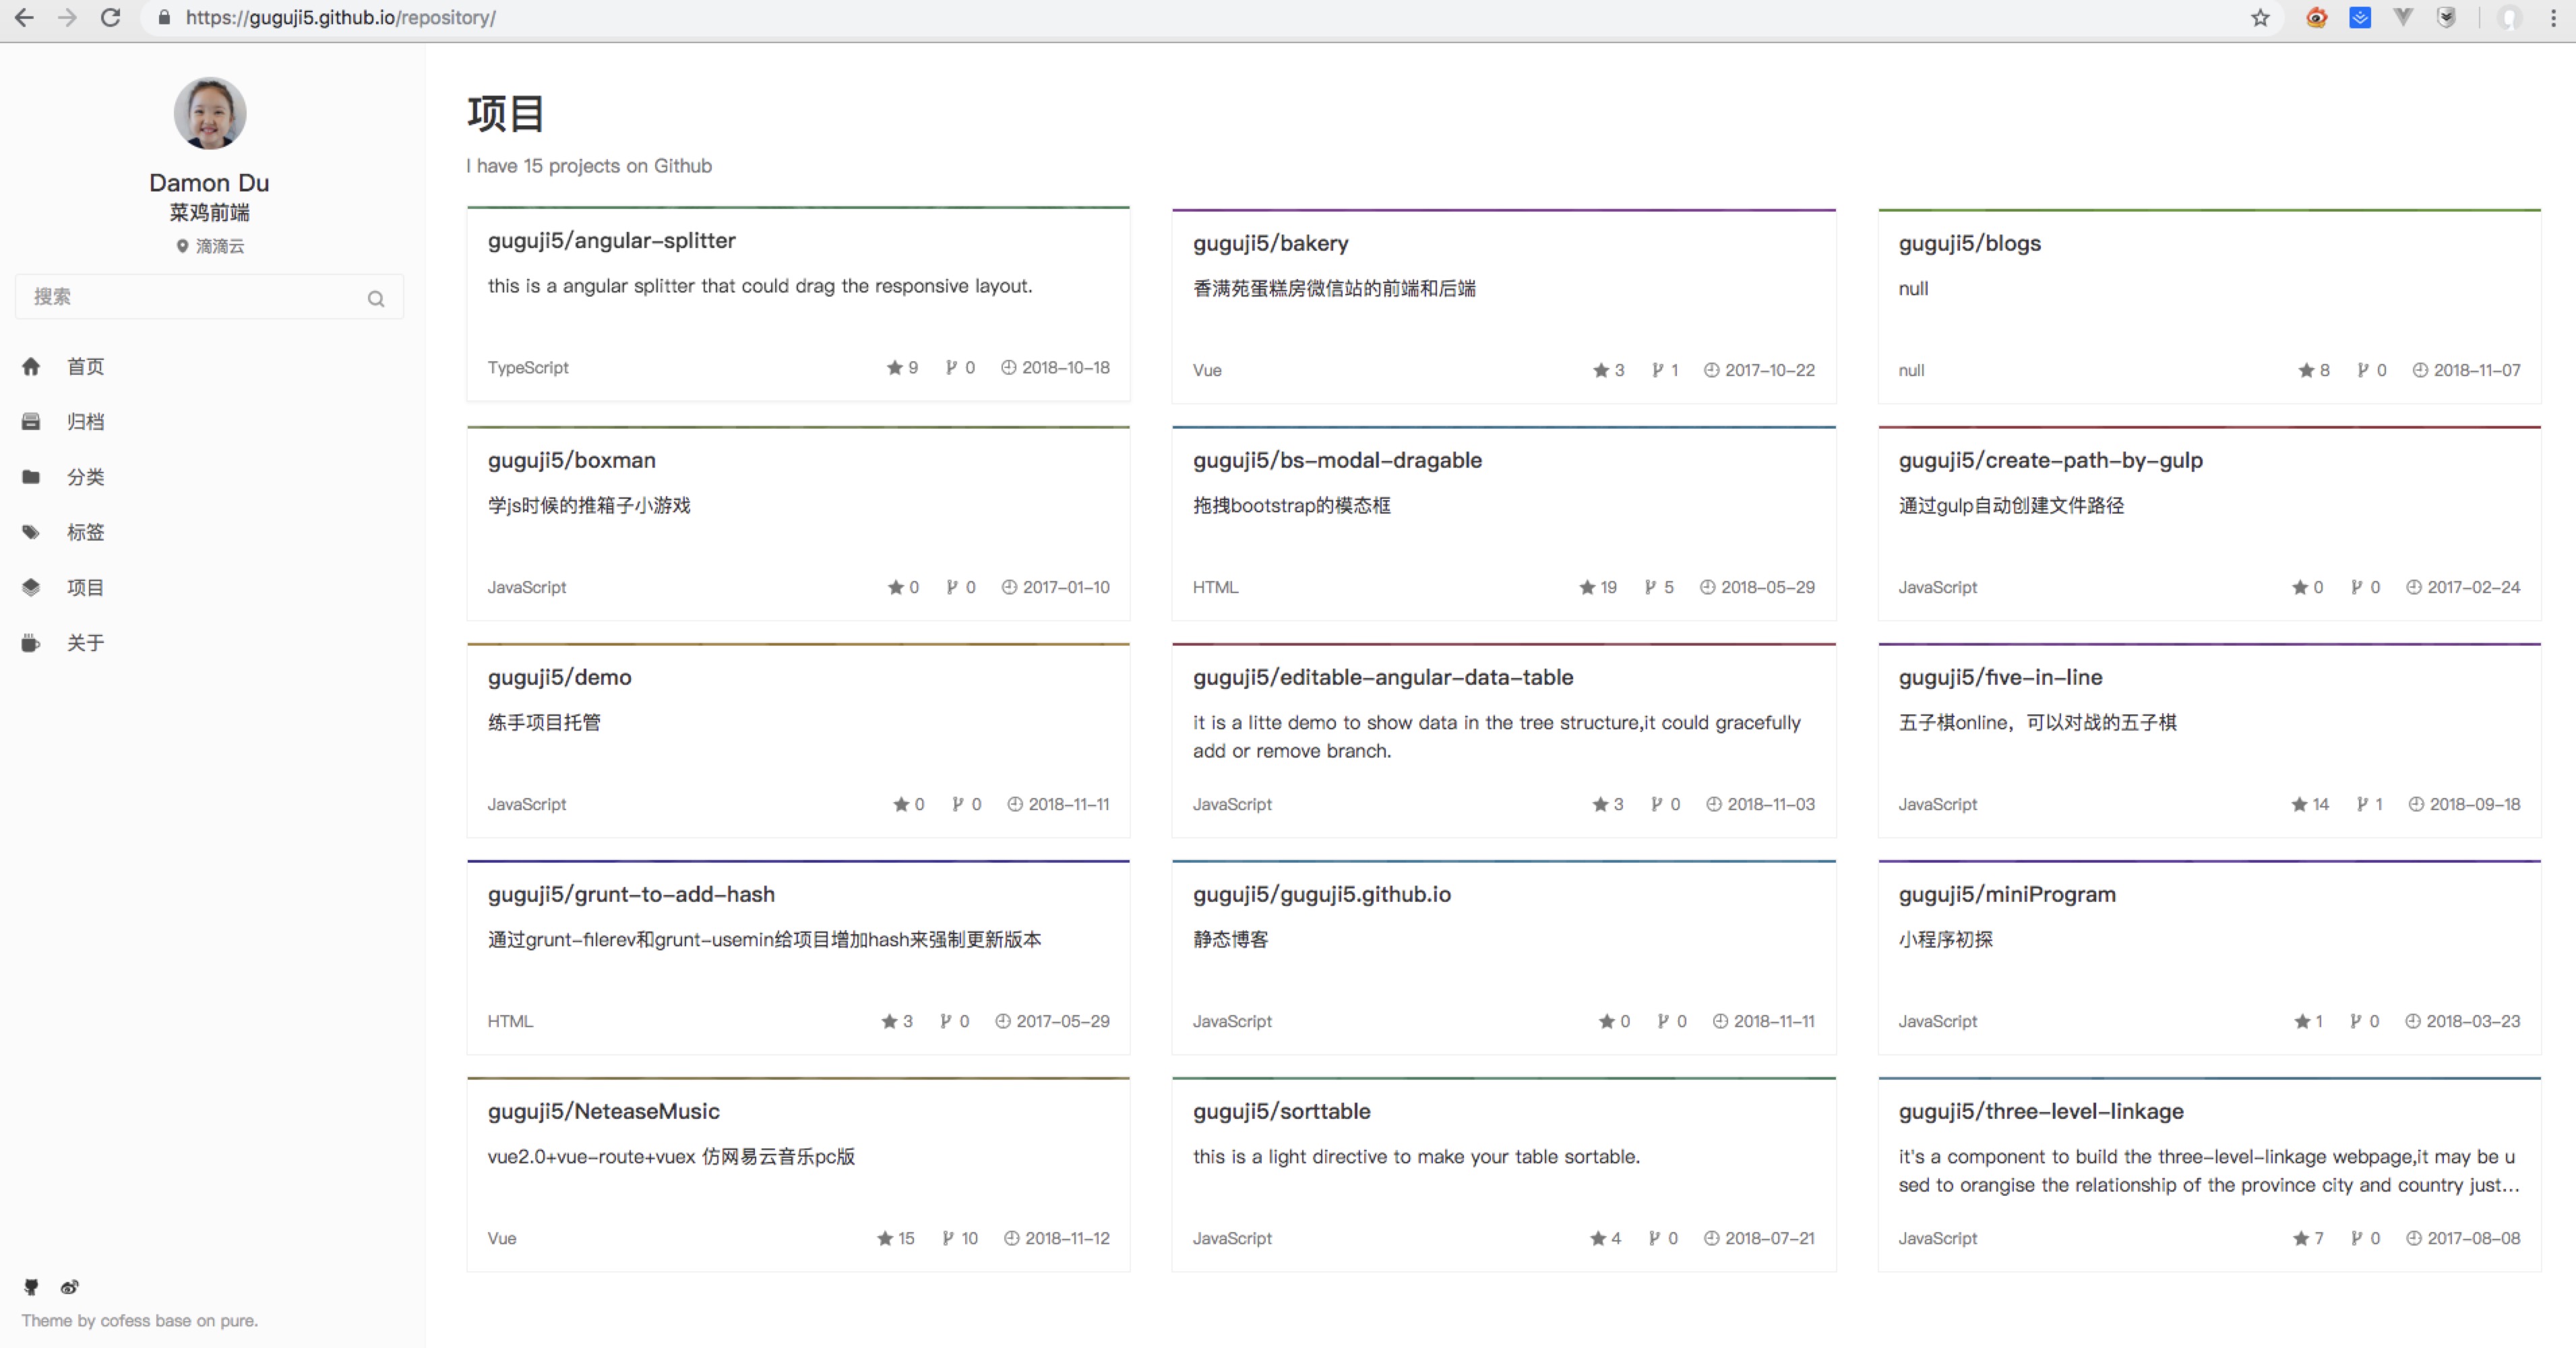 https://guguji5.github.io/repository/
Damon Du
菜鸡前端
滴滴云
搜索
首页
归档
分类
标签
项目
关于
Theme by cofess base on pure.
项目
I have 15 projects on Github
guguji5/angular-splitter
this is a angular splitter that could drag the responsive layout.
TypeScript 9 0 2018-10-18
guguji5/bakery
香满苑蛋糕房微信站的前端和后端
Vue 3 1 2017-10-22
guguji5/blogs
null
null 8 0 2018-11-07
guguji5/boxman
学js时候的推箱子小游戏
JavaScript 0 0 2017-01-10
guguji5/bs-modal-dragable
拖拽bootstrap的模态框
HTML 19 5 2018-05-29
guguji5/create-path-by-gulp
通过gulp自动创建文件路径
JavaScript 0 0 2017-02-24
guguji5/demo
练手项目托管
JavaScript 0 0 2018-11-11
guguji5/editable-angular-data-table
it is a litte demo to show data in the tree structure,it could gracefully
add or remove branch.
JavaScript 3 0 2018-11-03
guguji5/five-in-line
五子棋online，可以对战的五子棋
JavaScript 14 1 2018-09-18
guguji5/grunt-to-add-hash
通过grunt-filerev和grunt-usemin给项目增加hash来强制更新版本
HTML 3 0 2017-05-29
guguji5/guguji5.github.io
静态博客
JavaScript 0 0 2018-11-11
guguji5/miniProgram
小程序初探
JavaScript 1 0 2018-03-23
guguji5/NeteaseMusic
vue2.0+vue-route+vuex 仿网易云音乐pc版
Vue 15 10 2018-11-12
guguji5/sorttable
this is a light directive to make your table sortable.
JavaScript 4 0 2018-07-21
guguji5/three-level-linkage
it's a component to build the three-level-linkage webpage,it may be u
sed to orangise the relationship of the province city and country just...
JavaScript 7 0 2017-08-08